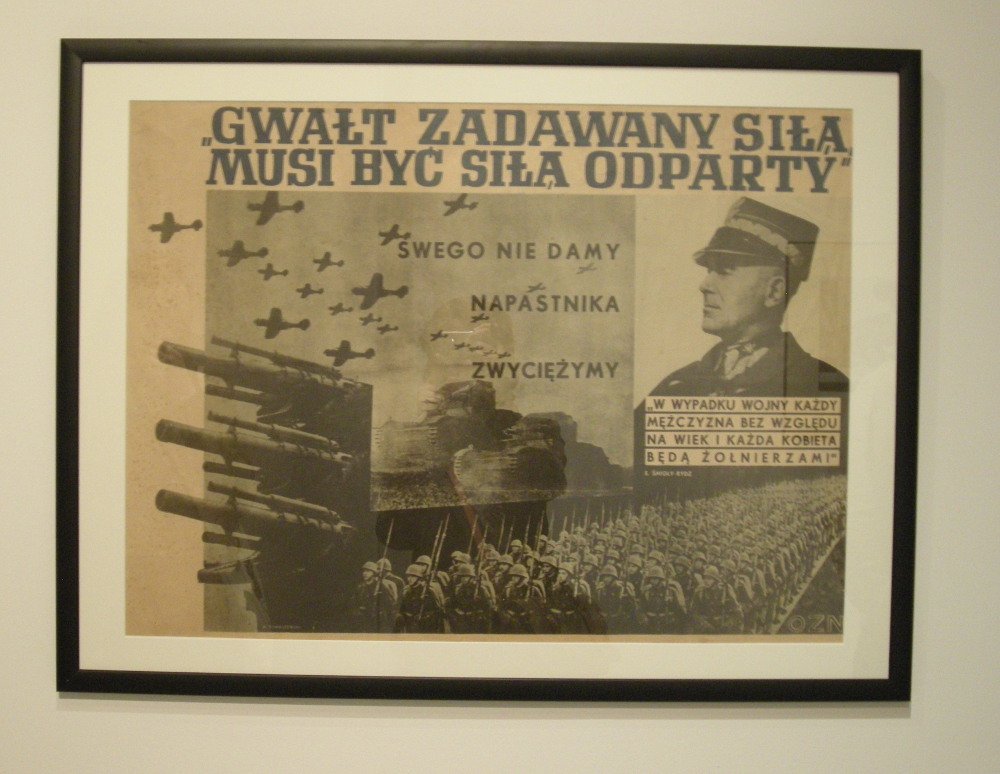 „GWAŁT ZADAWANY SIŁĄ
MUSI BYĆ SIŁĄ ODPARTY”
SWEGO NIE DAMY
NAPASTNIKA
ZWYCIĘŻYMY
„W WYPADKU WOJNY KAŻDY
MĘŻCZYZNA BEZ WZGLĘDU
NA WIEK I KAŻDA KOBIETA
BĘDĄ ŻOŁNIERZAMI”
E. ŚMIGŁY-RYDZ
OZN